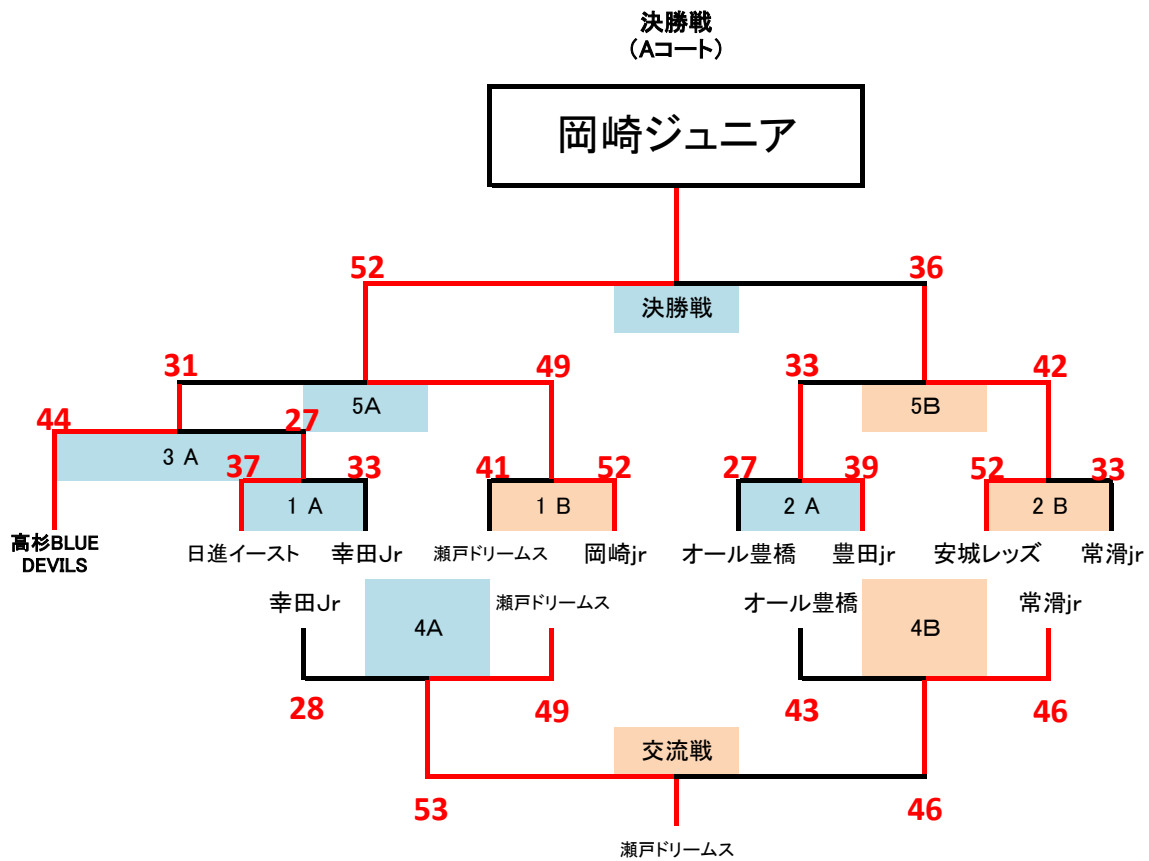 決勝戦
（Aコート）
岡崎ジュニア
52
36
決勝戦
31
49
33
42
5A
5B
44
27
3 A
37
33
41
52
27
39
52
33
1 A
1 B
2 A
2 B
高杉BLUE
DEVILS
日進イースト
幸田Jr
瀬戸ドリームス
岡崎jr
オール豊橋
豊田jr
安城レッズ
常滑jr
幸田Jr
瀬戸ドリームス
オール豊橋
常滑jr
4A
4B
28
49
43
46
交流戦
53
46
瀬戸ドリームス